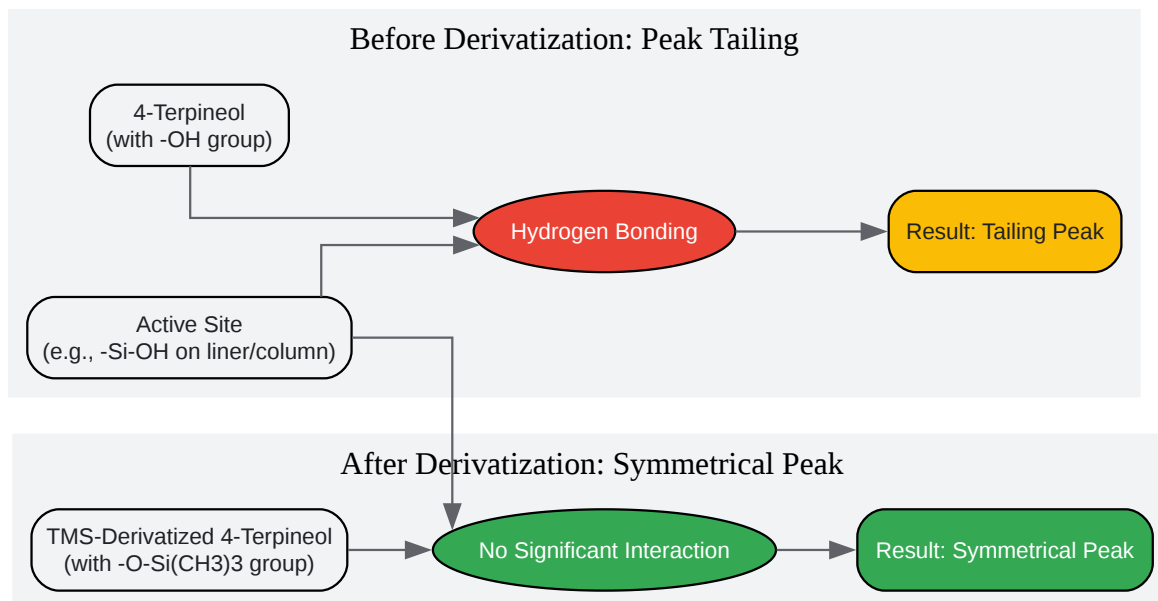 Before Derivatization: Peak Tailing
4-Terpineol
(with -OH group)
Hydrogen Bonding
Result: Tailing Peak
Active Site
(e.g., -Si-OH on liner/column)
After Derivatization: Symmetrical Peak
TMS-Derivatized 4-Terpineol
(with -O-Si(CH3)3 group)
No Significant Interaction
Result: Symmetrical Peak